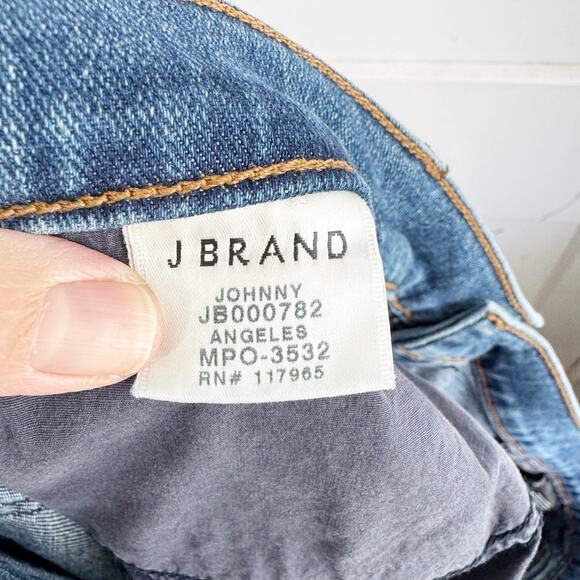 J BRAND
JOHNNY
JB000782
ANGELES
MPO-3532
RN# 117965